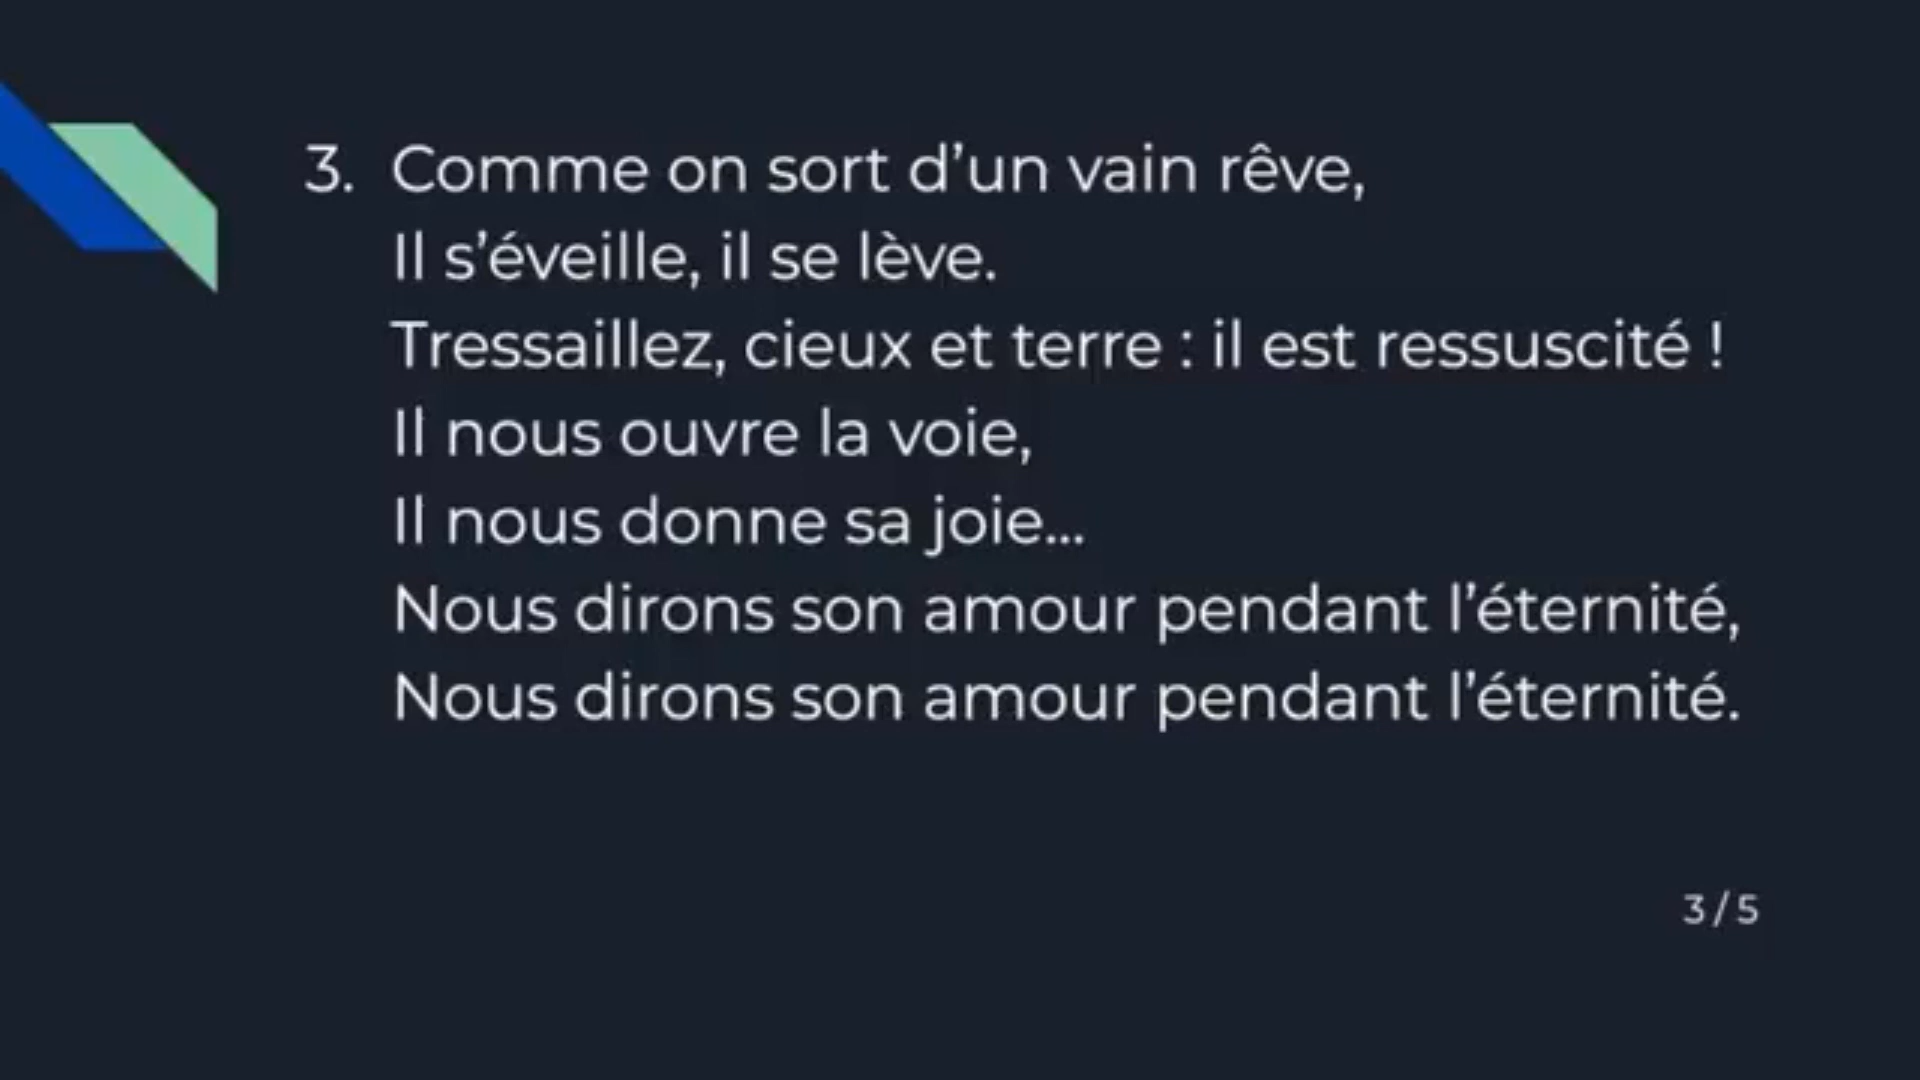 3. Comme on sort d’un vain rêve,
Il s’éveille, il se lève.
Tressaillez, cieux et terre : il est ressuscité !
Il nous ouvre la voie,
Il nous donne sa joie...
Nous dirons son amour pendant l’éternité,
Nous dirons son amour pendant l’éternité.
3 / 5